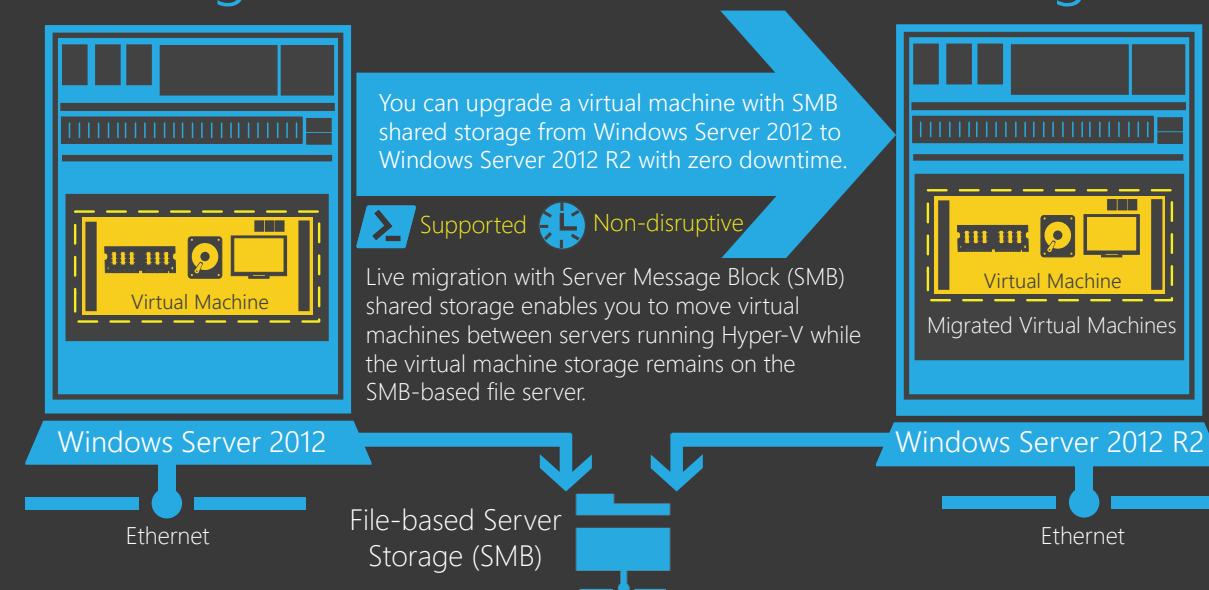 You can upgrade a virtual machine with SMB
shared storage from Windows Server 2012 to
Windows Server 2012 R2 with zero downtime.
Supported
Non-disruptive
Live migration with Server Message Block (SMB)
shared storage enables you to move virtual
machines between servers running Hyper-V while
the virtual machine storage remains on the
SMB-based file server.
Virtual Machine
Windows Server 2012
Ethernet
Virtual Machine
Migrated Virtual Machines
Windows Server 2012 R2
Ethernet
File-based Server
Storage (SMB)